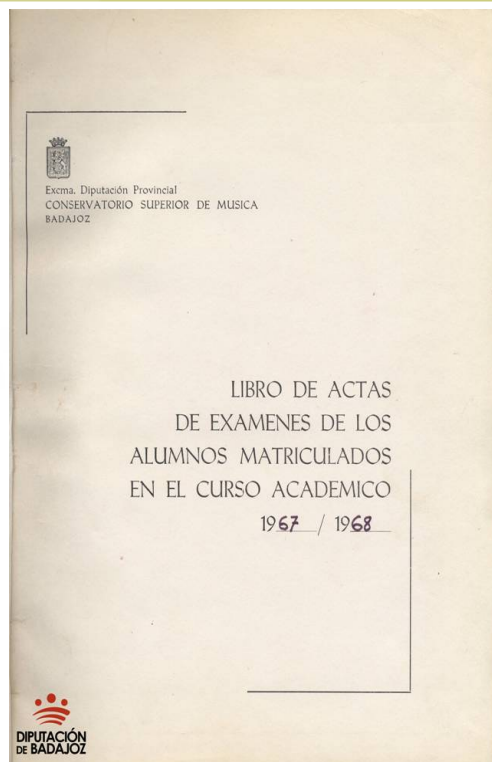 Excma. Diputación Provincial
CONSERVATORIO SUPERIOR DE MUSICA
BADAJOZ
LIBRO DE ACTAS
DE EXAMENES DE LOS
ALUMNOS MATRICULADOS
EN EL CURSO ACADEMICO
1967 / 1968
DIPUTACIÓN
DE BADAJOZ